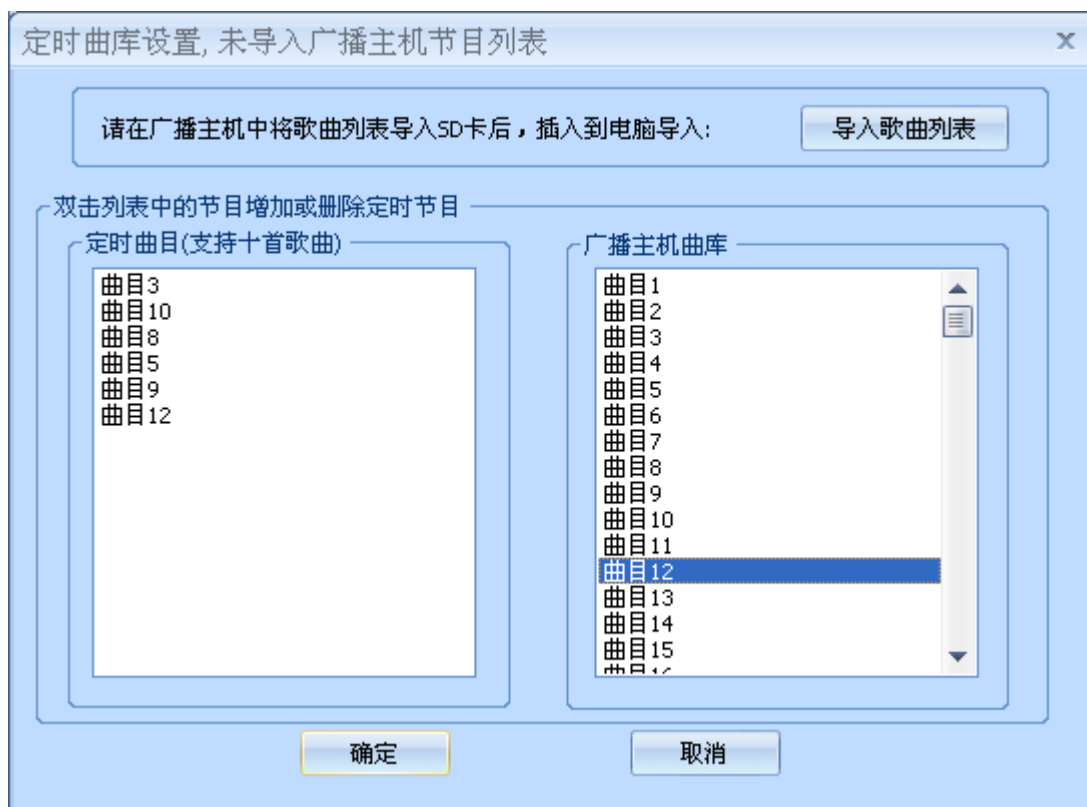 定时曲库设置, 未导入广播主机节目列表
请在广播主机中将歌曲列表导入SD卡后，插入到电脑导入:
导入歌曲列表
双击列表中的节目增加或删除定时节目
定时曲目(支持十首歌曲)
曲目3
曲目10
曲目8
曲目5
曲目9
曲目12
广播主机曲库
曲目1
曲目2
曲目3
曲目4
曲目5
曲目6
曲目7
曲目8
曲目9
曲目10
曲目11
曲目12
曲目13
曲目14
曲目15
确定
取消